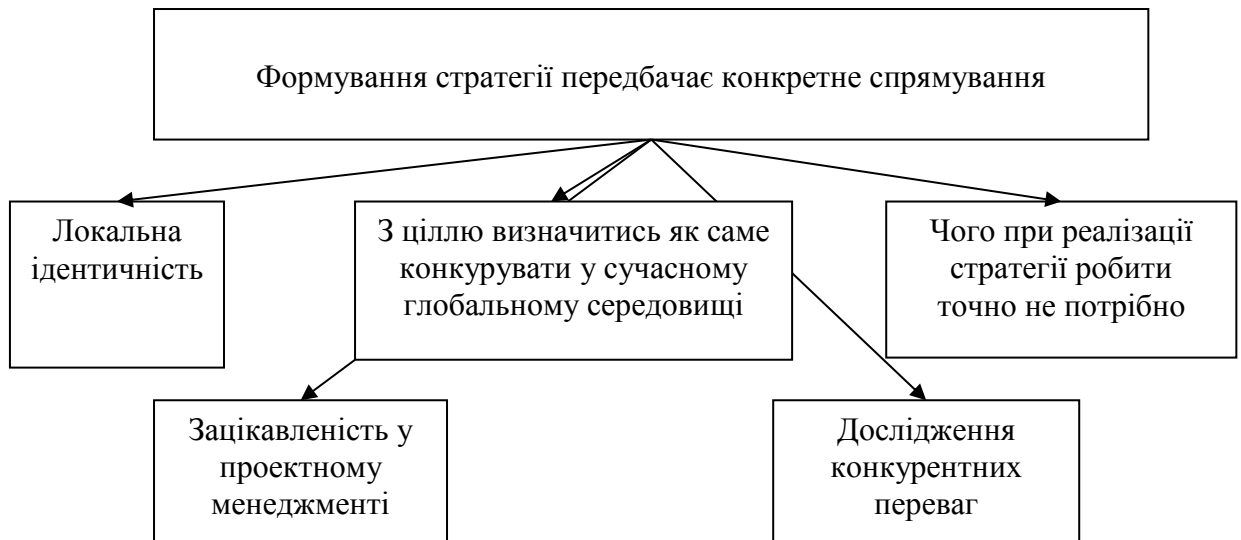 Формування стратегії передбачає конкретне спрямування
Локальна
ідентичність
З ціллю визначитись як саме
конкурувати у сучасному
глобальному середовищі
Чого при реалізації
стратегії робити
точно не потрібно
Зацікавленість у
проектному
менеджменті
Дослідження
конкурентних
переваг